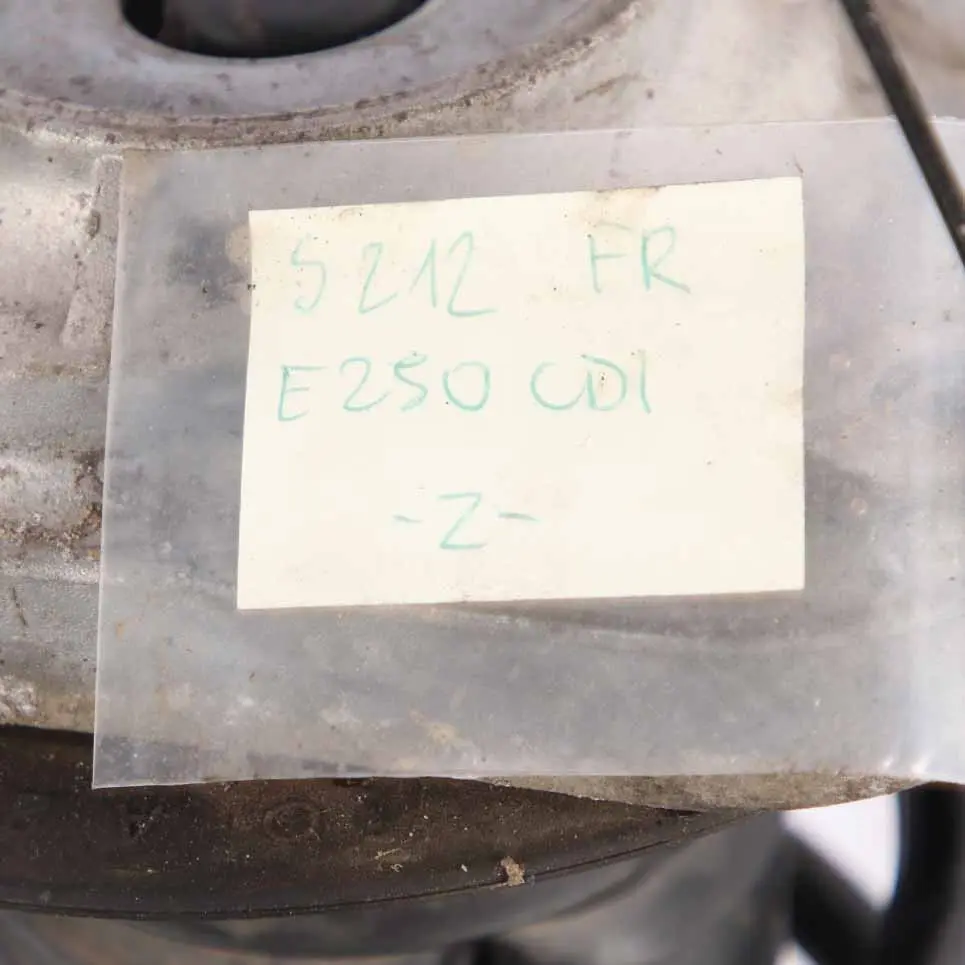 S212 FR
E250 CDI
-Z-